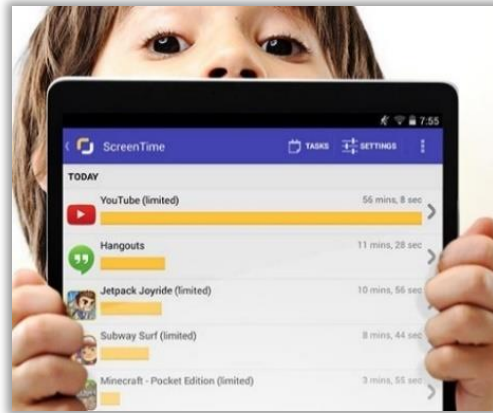 7:55
ScreenTime TASKS SETTINGS
TODAY
YouTube (limited) 56 mins, 8 sec
Hangouts 11 mins, 28 sec
Jetpack Joyride (limited) 10 mins, 56 sec
Subway Surf (limited) 8 mins, 44 sec
Minecraft - Pocket Edition (limited) 3 mins, 55 sec